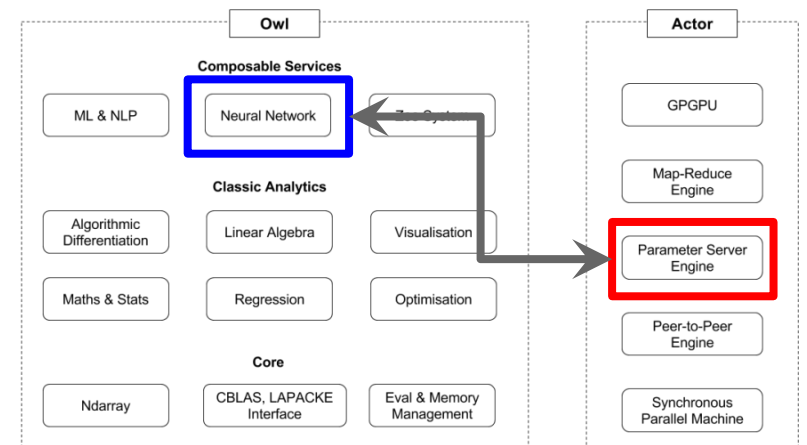 Owl
Composable Services
ML & NLP
Neural Network
Zoo System
Classic Analytics
Algorithmic
Differentiation
Linear Algebra
Visualisation
Maths & Stats
Regression
Optimisation
Core
Ndarray
CBLAS, LAPACKE
Interface
Eval & Memory
Management
Actor
GPGPU
Map-Reduce
Engine
Parameter Server
Engine
Peer-to-Peer
Engine
Synchronous
Parallel Machine